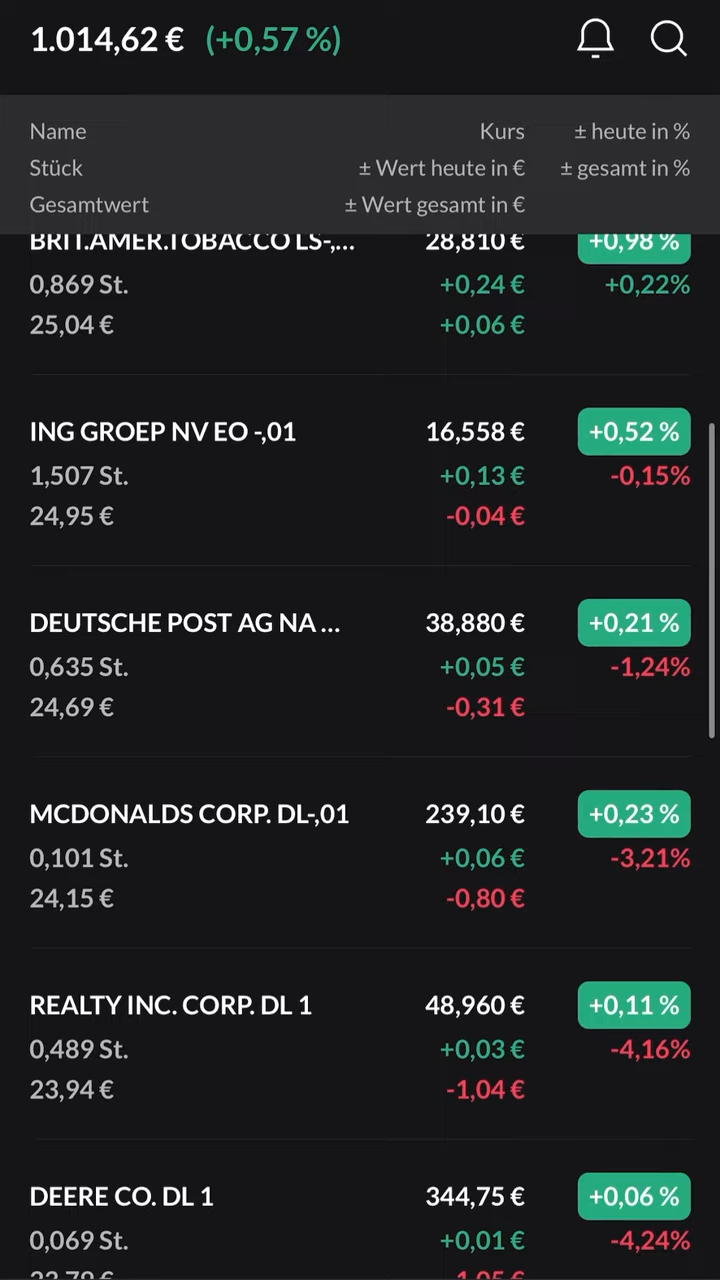 1.014,62 € (+0,57 %)
Name Kurs ± heute in %
Stück ± Wert heute in € ± gesamt in %
Gesamtwert ± Wert gesamt in €
BRIT.AMER.TOBACCO LS-,... 28,810 € +0,98 %
0,869 St. +0,24 € +0,22%
25,04 € +0,06 €
ING GROEP NV EO -,01 16,558 € +0,52 %
1,507 St. +0,13 € -0,15%
24,95 € -0,04 €
DEUTSCHE POST AG NA ... 38,880 € +0,21 %
0,635 St. +0,05 € -1,24%
24,69 € -0,31 €
MCDONALDS CORP. DL-,01 239,10 € +0,23 %
0,101 St. +0,06 € -3,21%
24,15 € -0,80 €
REALTY INC. CORP. DL 1 48,960 € +0,11 %
0,489 St. +0,03 € -4,16%
23,94 € -1,04 €
DEERE CO. DL 1 344,75 € +0,06 %
0,069 St. +0,01 € -4,24%